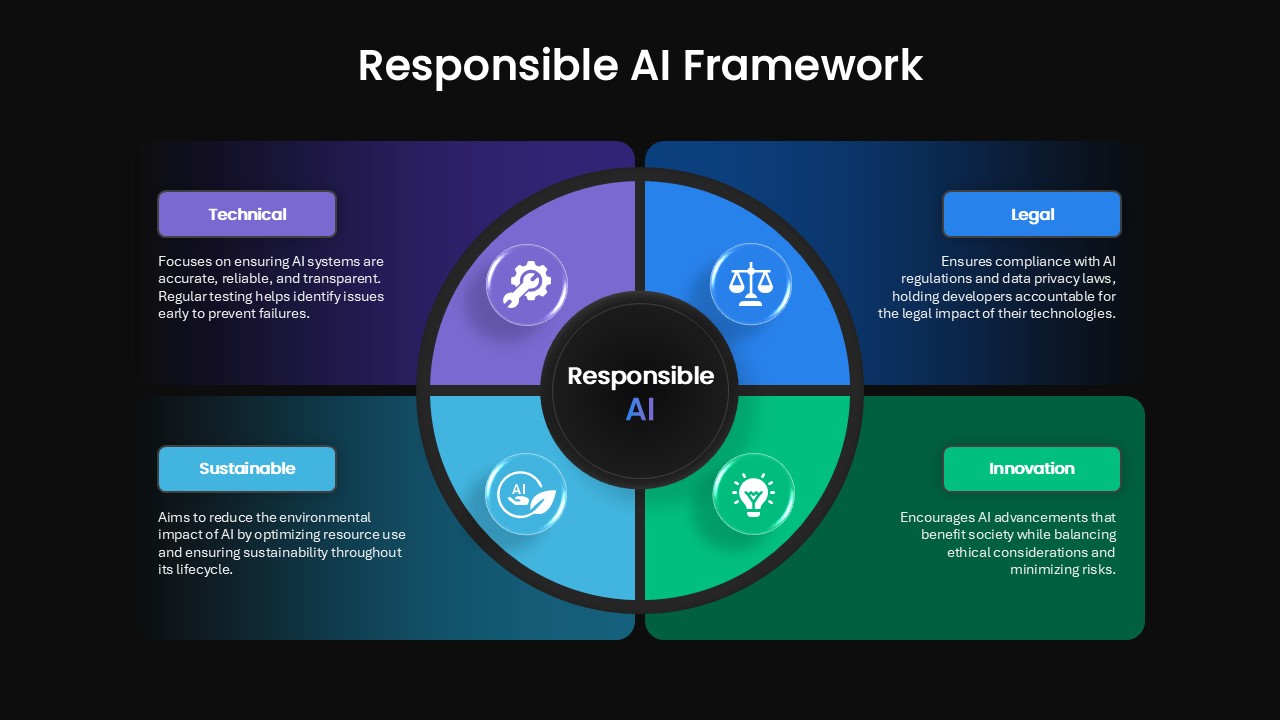 Responsible AI Framework
Technical
Focuses on ensuring AI systems are
accurate, reliable, and transparent.
Regular testing helps identify issues
early to prevent failures.
Legal
Ensures compliance with AI
regulations and data privacy laws,
holding developers accountable for
the legal impact of their technologies.
Responsible
AI
Sustainable
Aims to reduce the environmental
impact of AI by optimizing resource use
and ensuring sustainability throughout
its lifecycle.
AI
Innovation
Encourages AI advancements that
benefit society while balancing
ethical considerations and
minimizing risks.